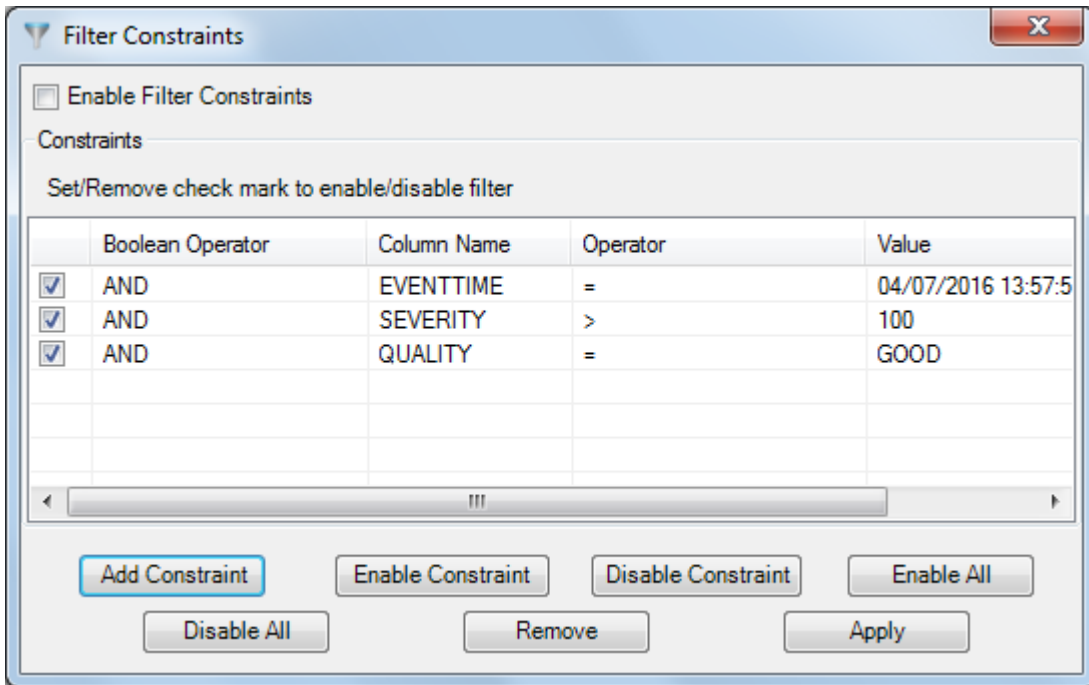 Filter Constraints
Enable Filter Constraints
Constraints
Set/Remove check mark to enable/disable filter
Boolean Operator Column Name Operator Value
AND EVENTTIME = 04/07/2016 13:57:5
AND SEVERITY > 100
AND QUALITY = GOOD
Add Constraint Enable Constraint Disable Constraint Enable All
Disable All Remove Apply